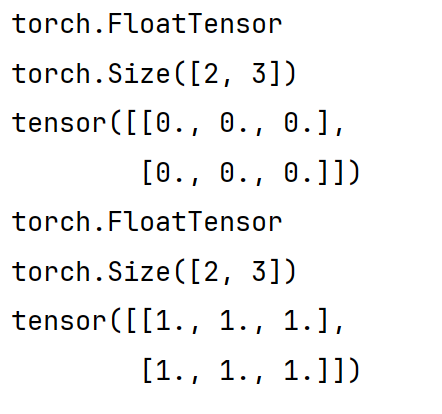 torch.FloatTensor
torch.Size([2, 3])
tensor([[0., 0., 0.],
        [0., 0., 0.]])
torch.FloatTensor
torch.Size([2, 3])
tensor([[1., 1., 1.],
        [1., 1., 1.]])